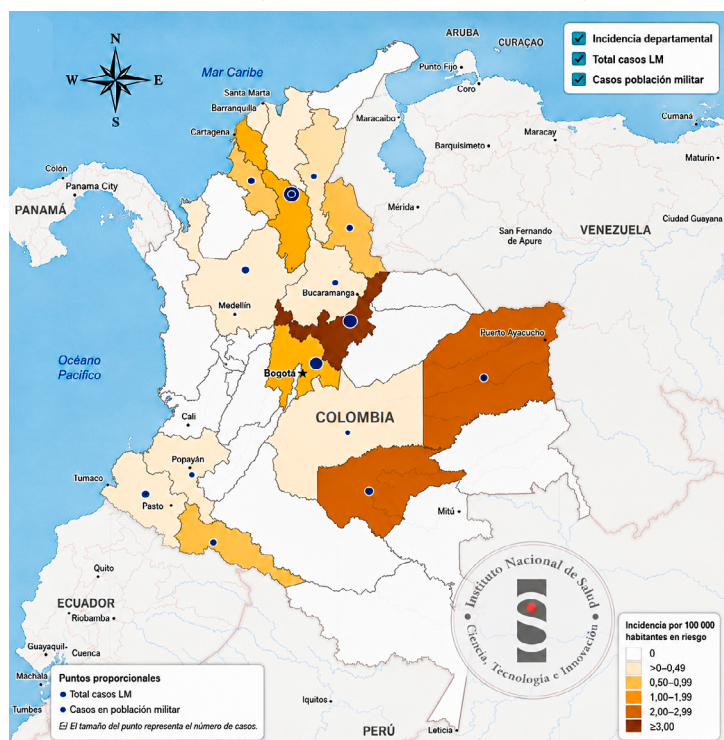 N
W
E
S
Mar Caribe
ARUBA
CURAÇAO
Incidencia departamental
Total casos LM
Casos población militar
Punto Fijo
Coro
Santa Marta
Barranquilla
Cartagena
Maracaibo
Cumaná
Maracay
Barquisimeto
Maturín
Colón
Panama City
PANAMÁ
Mérida
Ciudad Guayana
San Fernando
de Apure
VENEZUELA
Bucaramanga
Medellín
Puerto Ayacucho
Océano
Pacifico
Bogotá
COLOMBIA
Cali
Popayán
Tumaco
Pasto
Mitú
Quito
ECUADOR
Riobamba
Guayaquil
Cuenca
Machala
Tumbes
Instituto Nacional de Salud
Ciencia, Tecnología e Innovación
Iquitos
PERÚ
Leticia
Puntos proporcionales
Total casos LM
Casos en población militar
El tamaño del punto representa el número de casos.
Incidencia por 100 000
habitantes en riesgo
0
>0–0,49
0,50–0,99
1,00–1,99
2,00–2,99
≥3,00